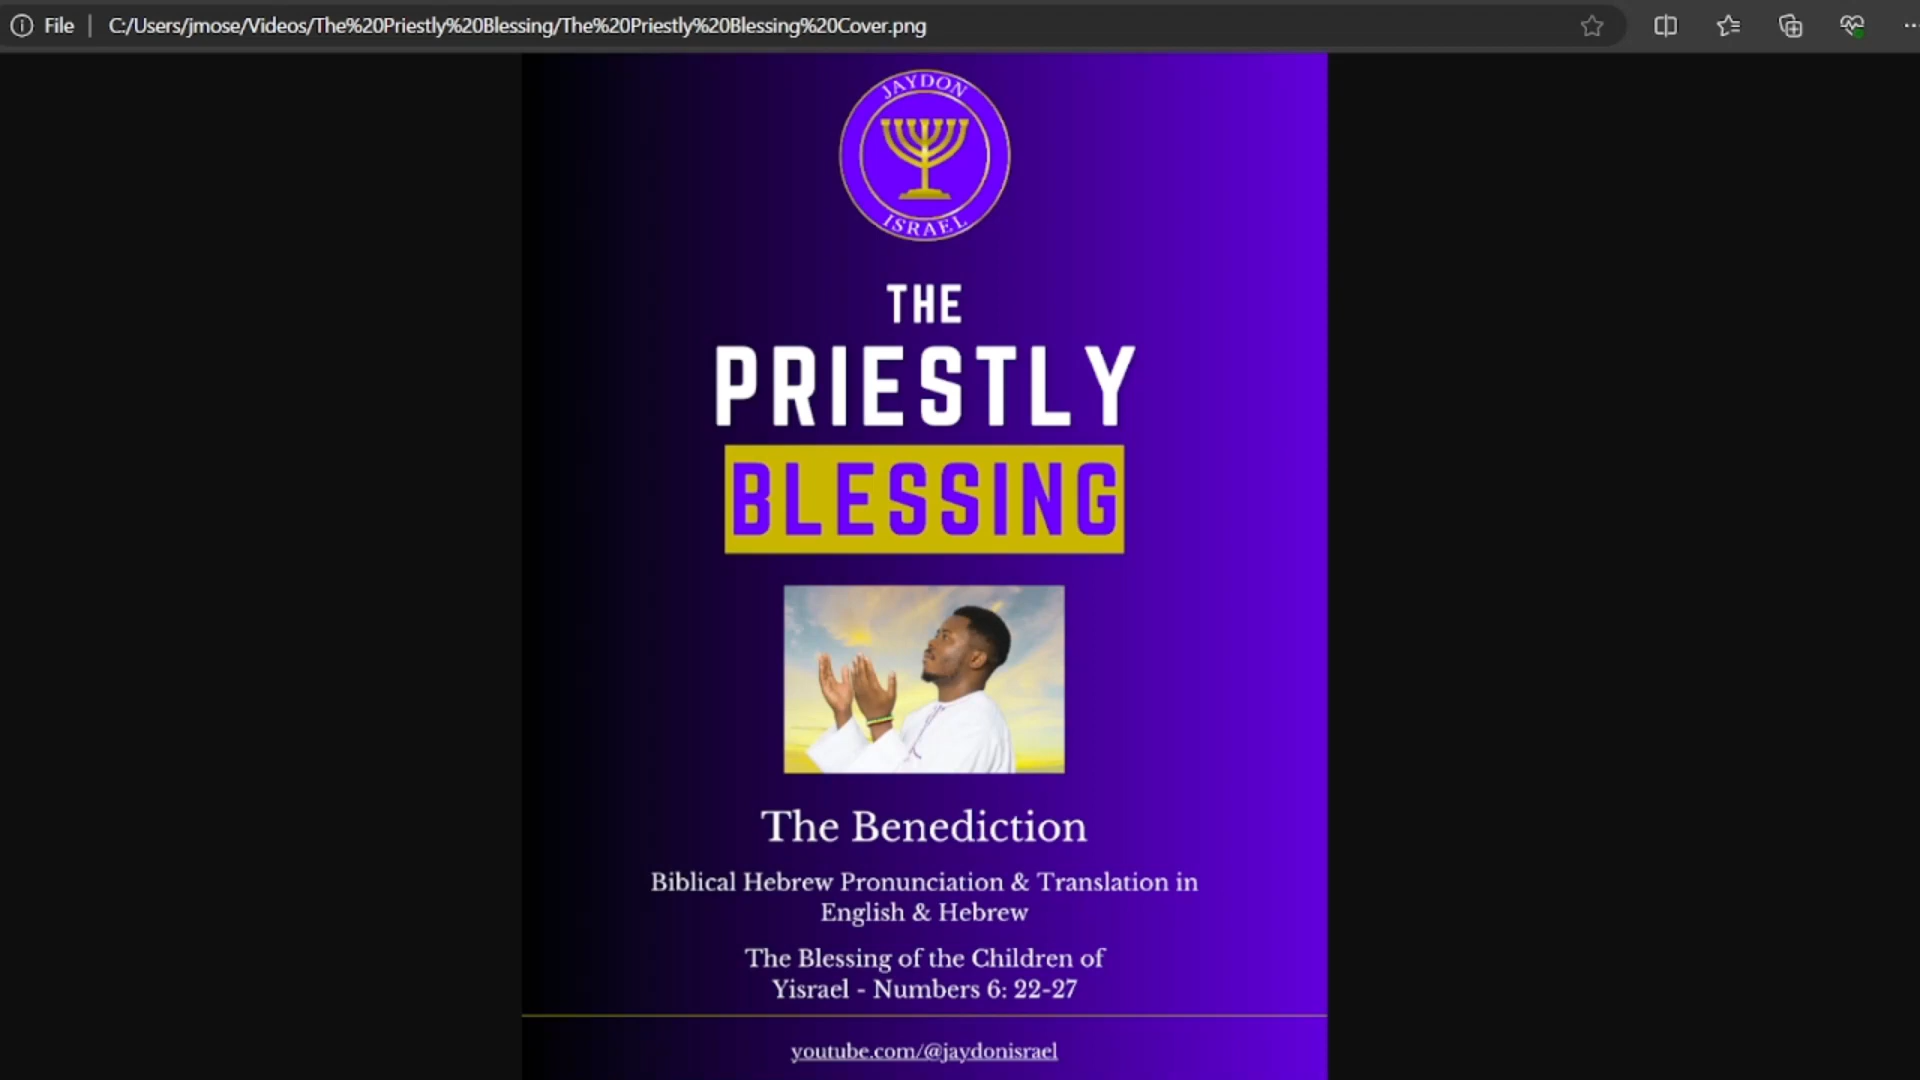 File
C:/Users/jmose/Videos/The%20Priestly%20Blessing/The%20Priestly%20Blessing%20Cover.png
JAYDON
ISRAEL
THE
PRIESTLY
BLESSING
The Benediction
Biblical Hebrew Pronunciation & Translation in
English & Hebrew
The Blessing of the Children of
Yisrael - Numbers 6: 22-27
youtube.com/@jaydonisrael